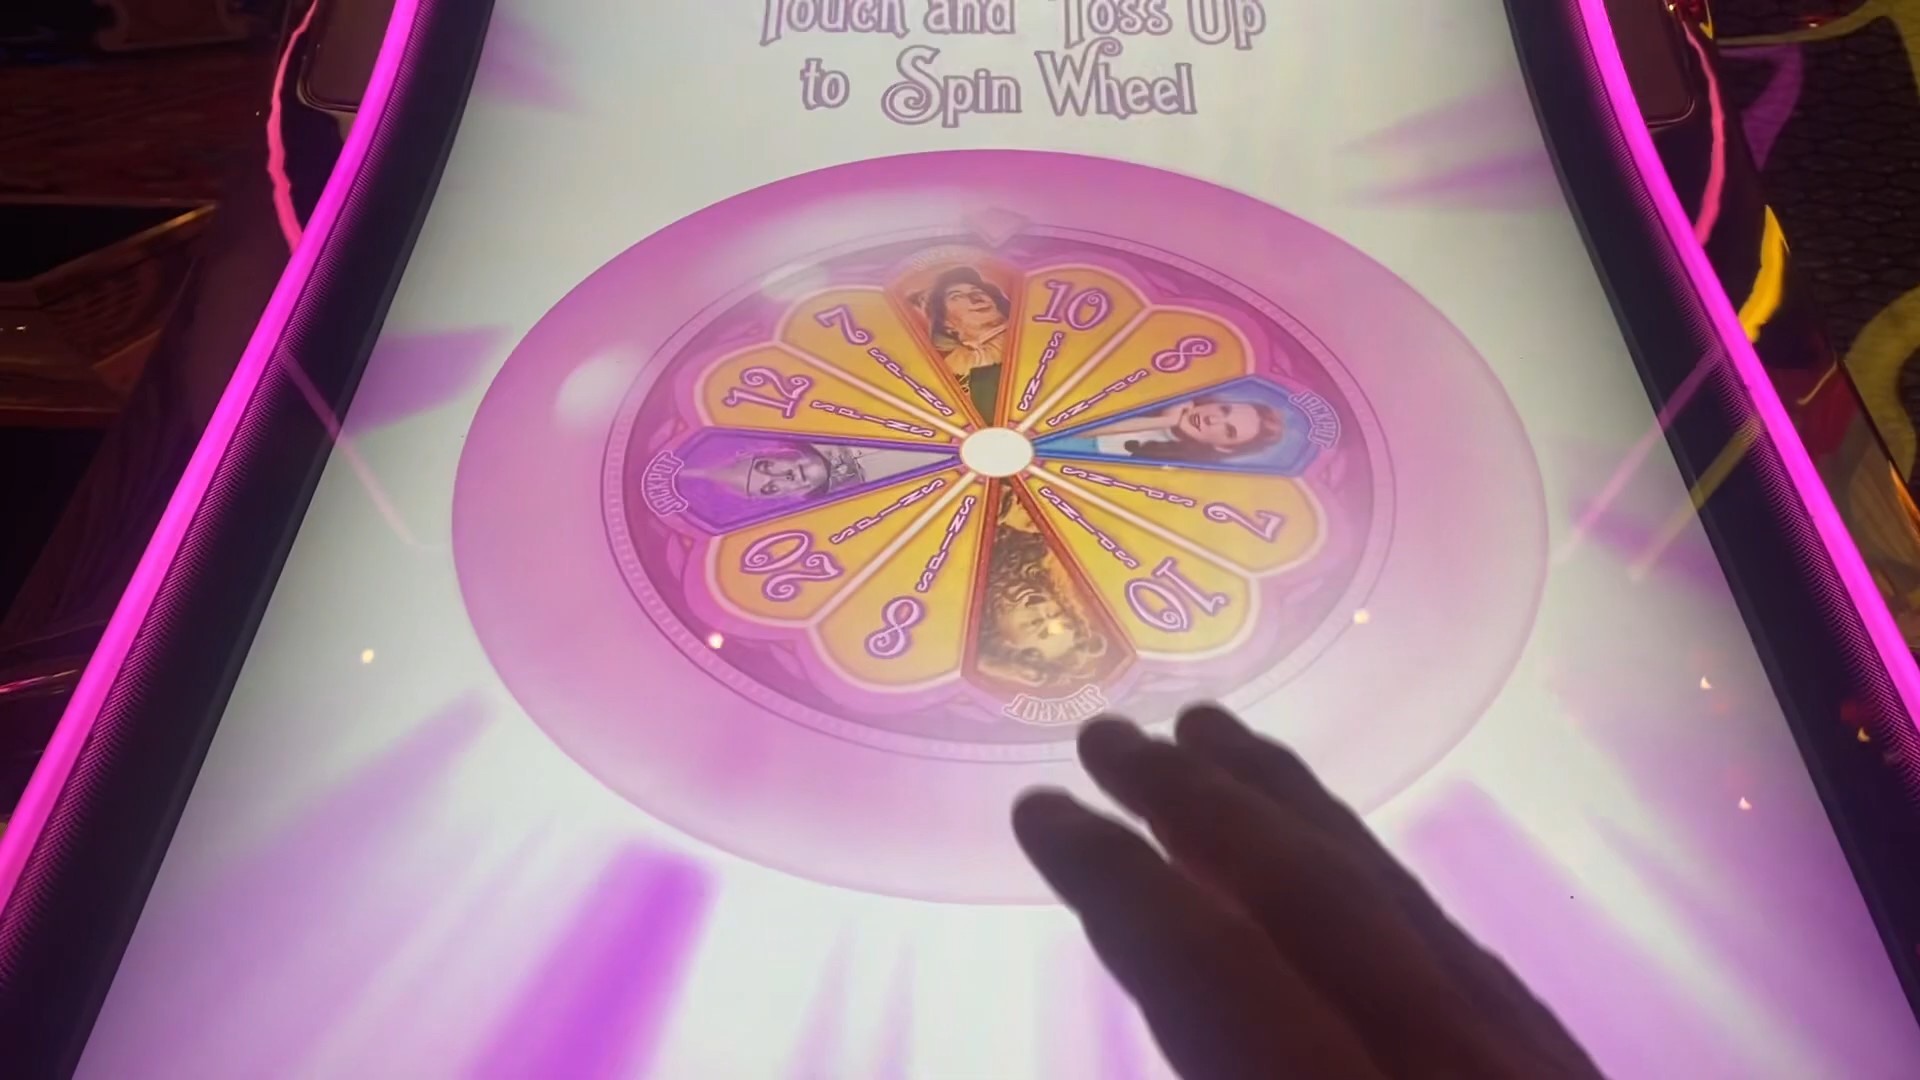 Touch and Toss Up
to Spin Wheel
10
SPINS
8
SPINS
JACKPOT
7
SPINS
10
SPINS
JACKPOT
8
SPINS
20
SPINS
JACKPOT
12
SPINS
7
SPINS